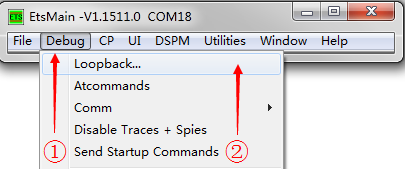 ETS EtsMain -V1.1511.0 COM18
File Debug CP UI DSPM Utilities Window Help
Loopback...
Atcommands
Comm
Disable Traces + Spies
Send Startup Commands
① ②